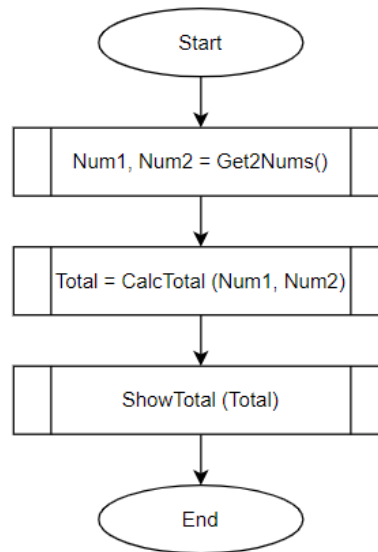 Start
Num1, Num2 = Get2Nums()
Total = CalcTotal (Num1, Num2)
ShowTotal (Total)
End